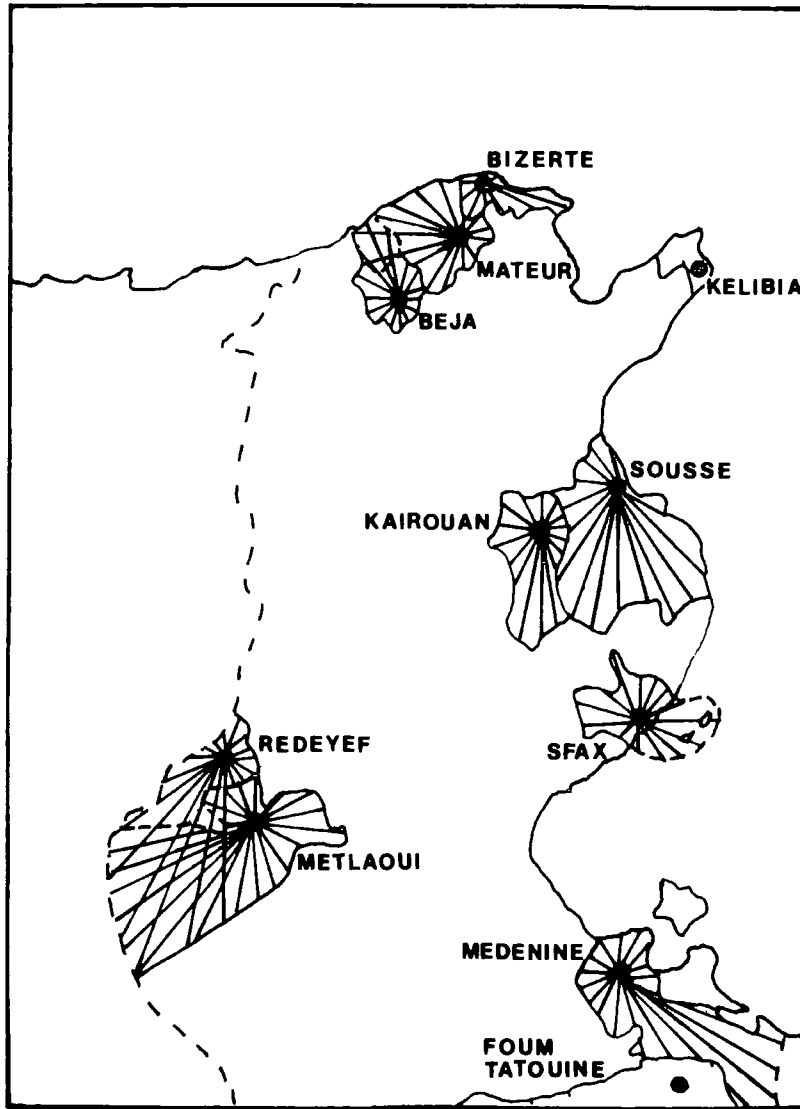 BIZERTE
MATEUR
KELIBIA
BEJA
SOUSSE
KAIROUAN
REDEYEF
SFAX
METLAOUI
MEDENINE
FOUM
TATOUINE